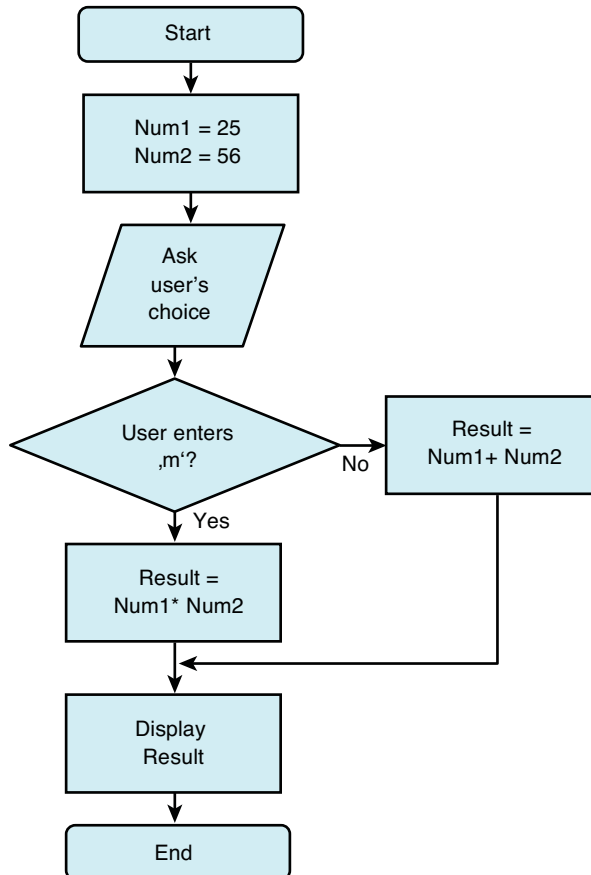 Start
Num1 = 25
Num2 = 56
Ask
user's
choice
User enters
‚m‘?
No
Result =
Num1+ Num2
Yes
Result =
Num1* Num2
Display
Result
End